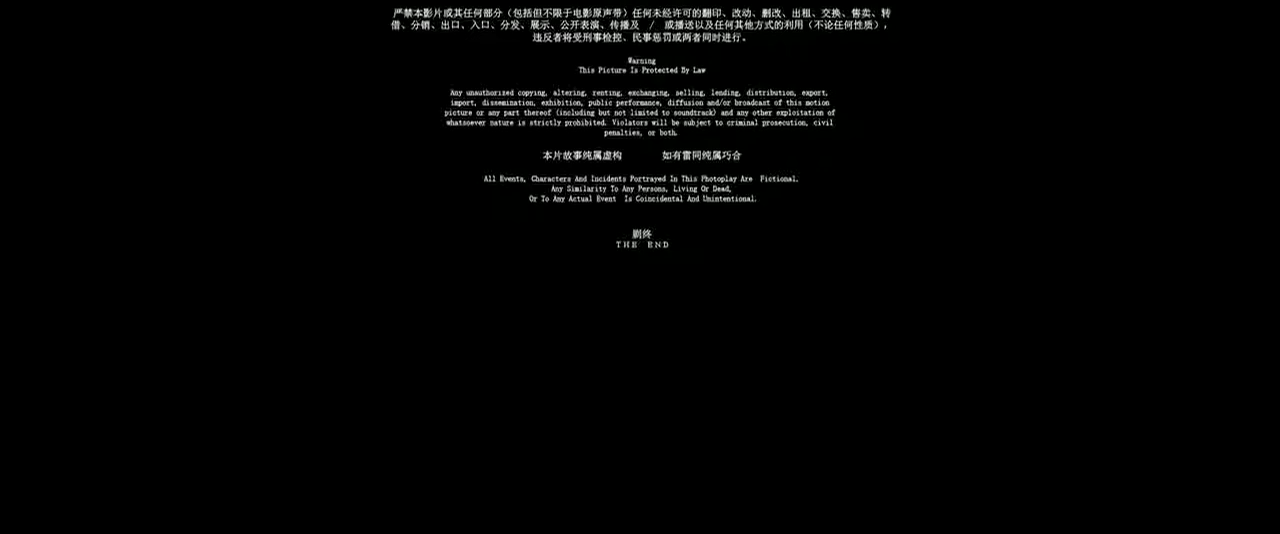 严禁本影片或其任何部分（包括但不限于电影原声带）任何未经许可的翻印、改动、删改、出租、交换、售卖、转
借、分销、出口、入口、分发、展示、公开表演、传播及 / 或播送以及任何其他方式的利用（不论任何性质），
违反者将受刑事检控、民事惩罚或两者同时进行。
Warning
This Picture Is Protected By Law
Any unauthorized copying, altering, renting, exchanging, selling, lending, distribution, export,
import, dissemination, exhibition, public performance, diffusion and/or broadcast of this motion
picture or any part thereof (including but not limited to soundtrack) and any other exploitation of
whatsoever nature is strictly prohibited. Violators will be subject to criminal prosecution, civil
penalties, or both.
本片故事纯属虚构 如有雷同纯属巧合
All Events, Characters And Incidents Portrayed In This Photoplay Are Fictional.
Any Similarity To Any Persons, Living Or Dead,
Or To Any Actual Event Is Coincidental And Unintentional.
剧终
THE END